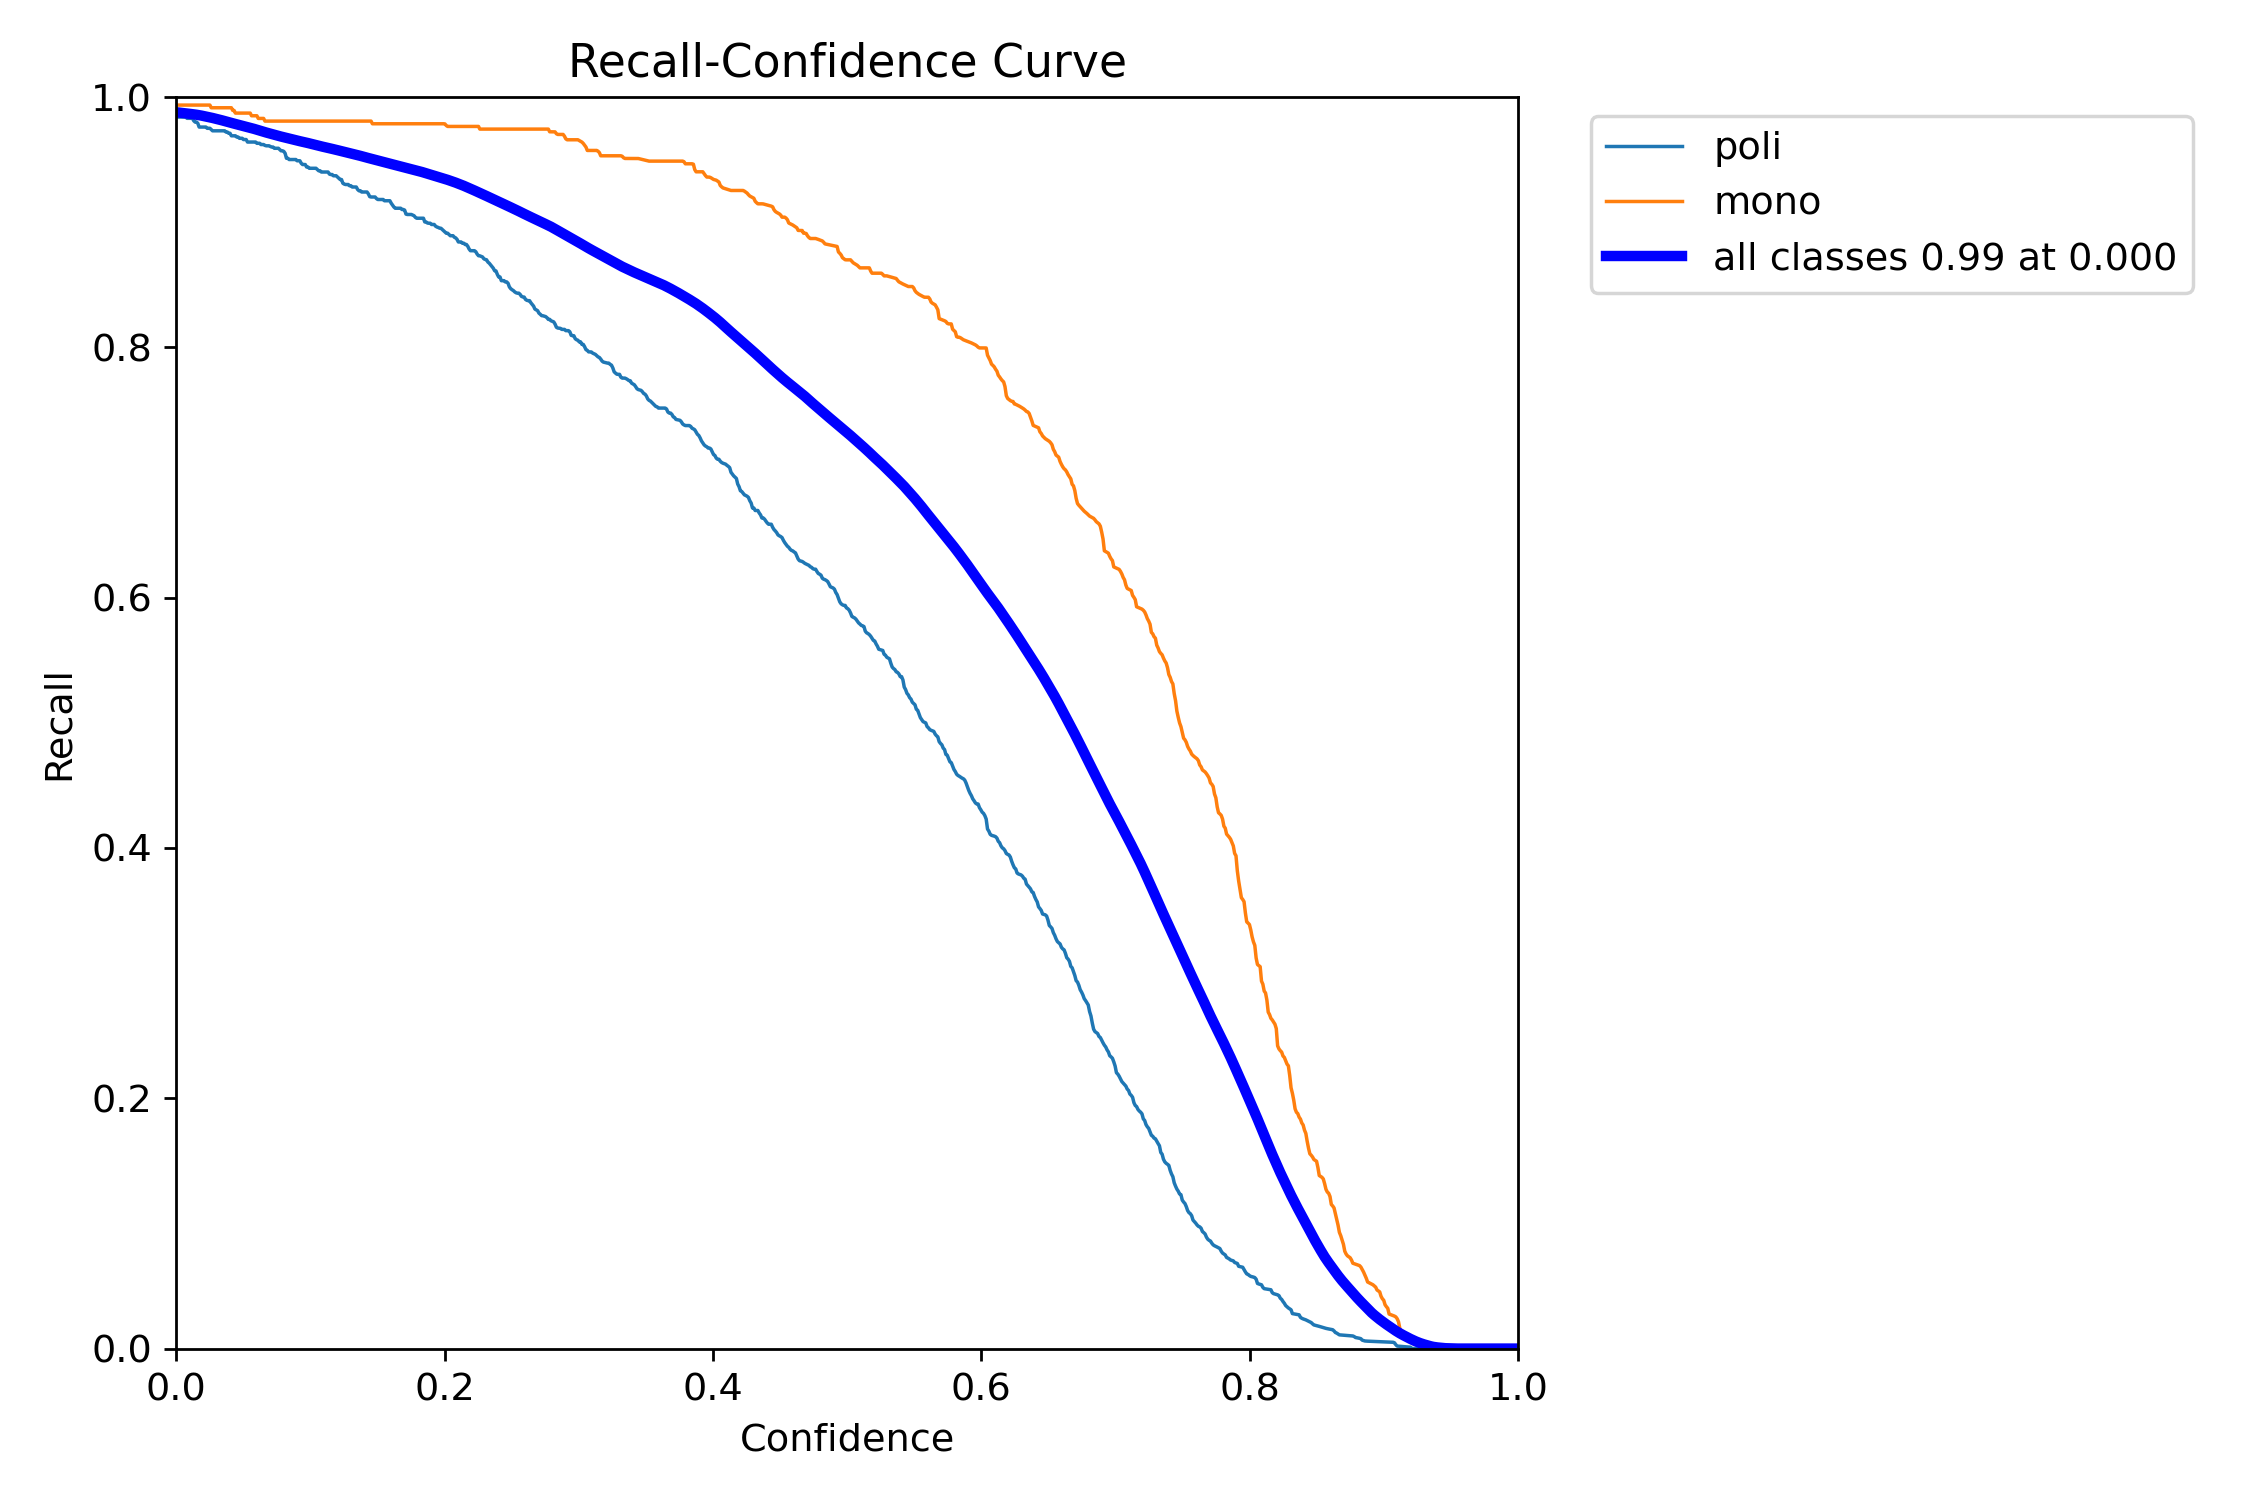 Recall-Confidence Curve
1.0
0.8
0.6
0.4
0.2
0.0
Recall
0.0 0.2 0.4 0.6 0.8 1.0
Confidence
poli
mono
all classes 0.99 at 0.000